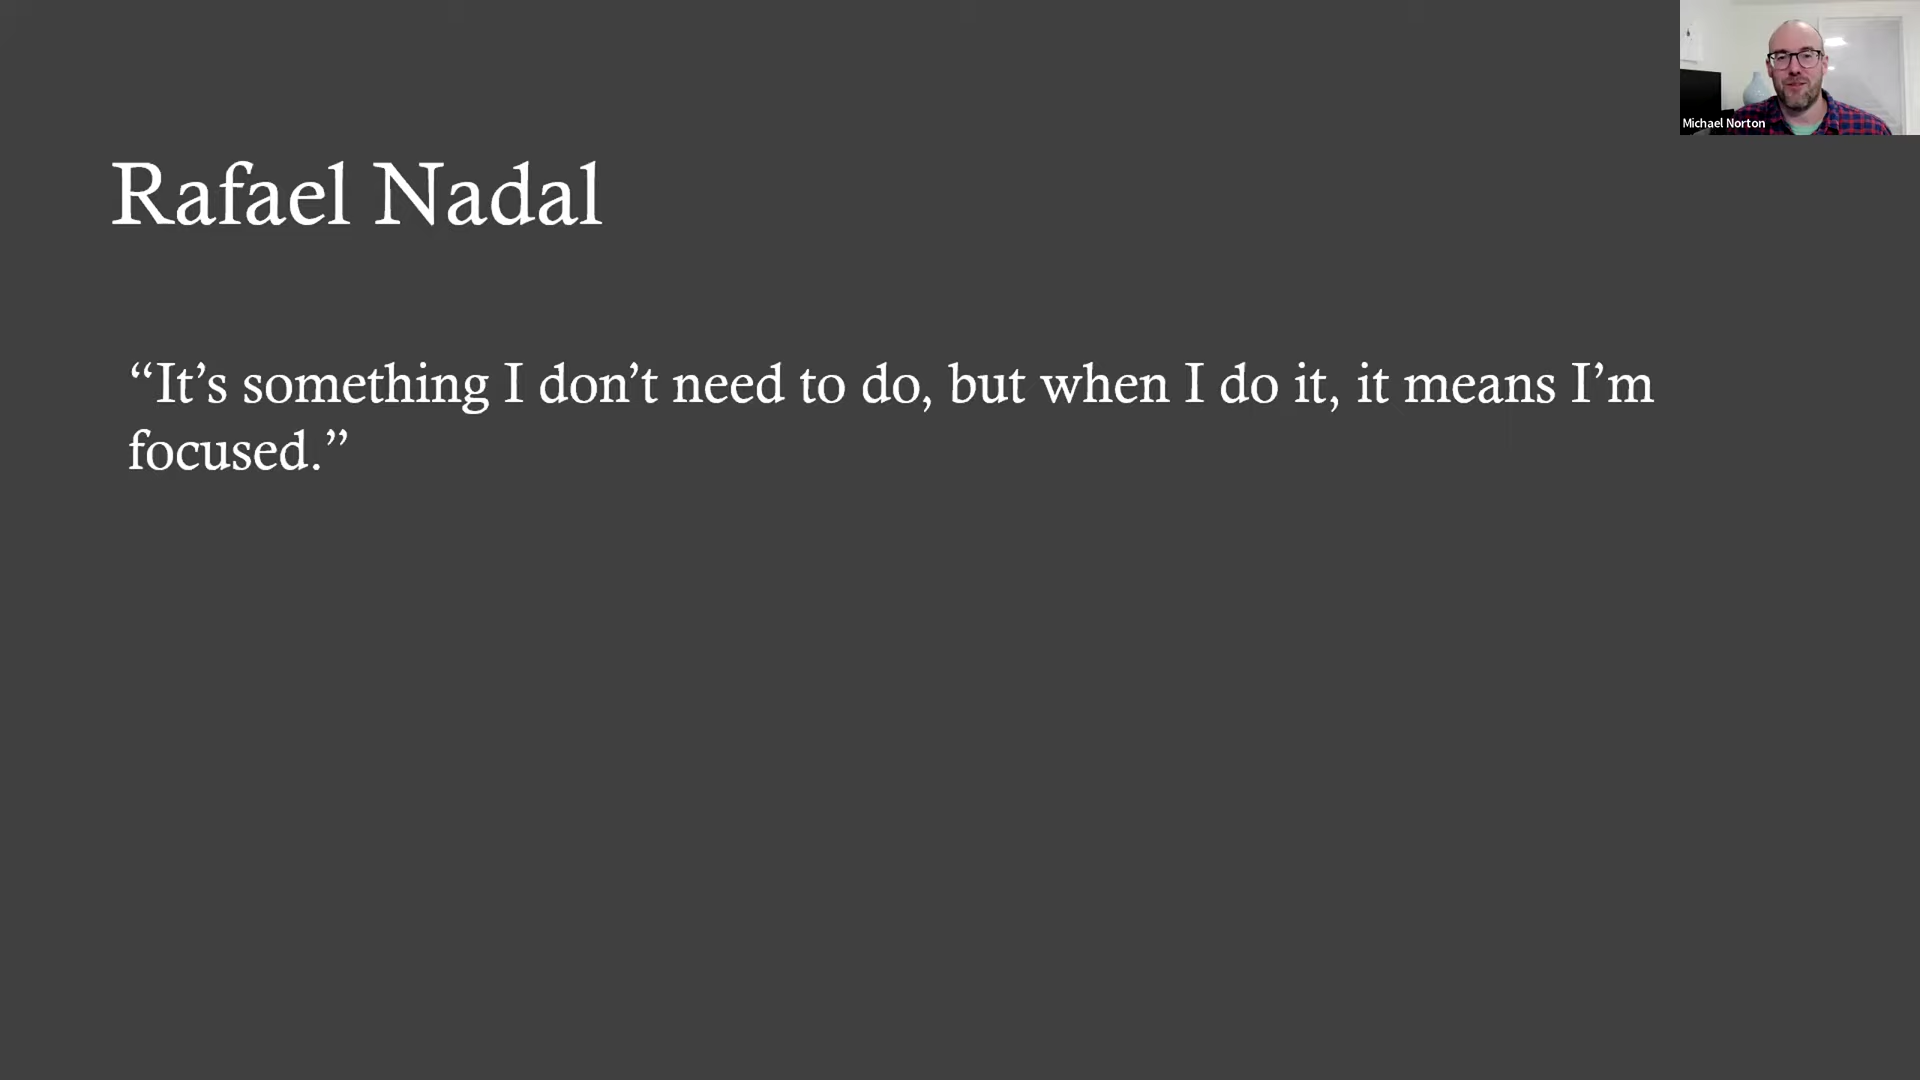 Michael Norton
Rafael Nadal
“It’s something I don’t need to do, but when I do it, it means I’m
focused.”